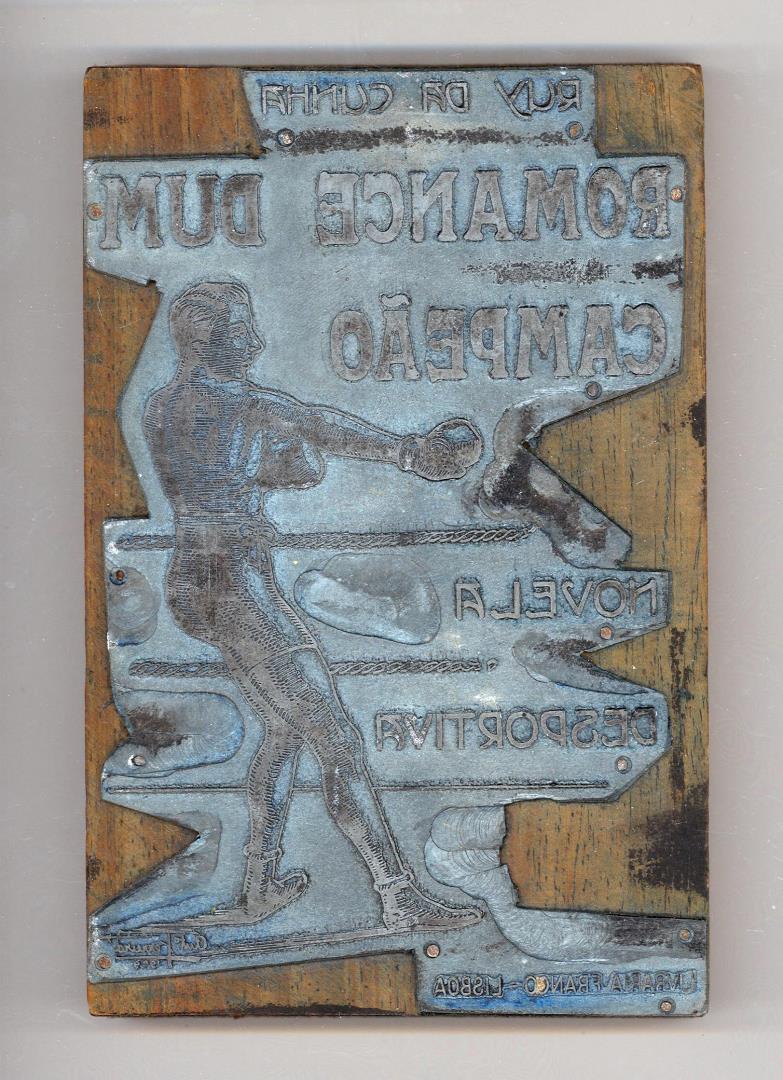 RUY DA CUNHA
ROMANCE DUM
CAMPEÃO
NOVELA
DESPORTIVA
LIVRARIA FRANCO - LISBOA